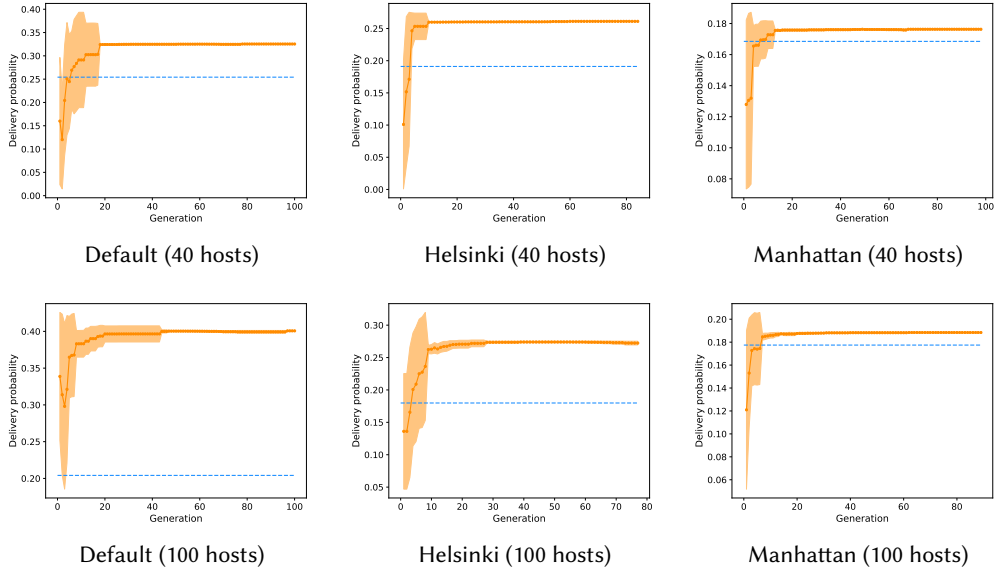 Delivery probability
0.40
0.35
0.30
0.25
0.20
0.15
0.10
0.05
0.00
0 20 40 60 80 100
Generation
Default (40 hosts)
Delivery probability
0.25
0.20
0.15
0.10
0.05
0.00
0 20 40 60 80
Generation
Helsinki (40 hosts)
Delivery probability
0.18
0.16
0.14
0.12
0.10
0.08
0 20 40 60 80 100
Generation
Manhattan (40 hosts)
Delivery probability
0.40
0.35
0.30
0.25
0.20
0 20 40 60 80 100
Generation
Default (100 hosts)
Delivery probability
0.30
0.25
0.20
0.15
0.10
0.05
0 10 20 30 40 50 60 70 80
Generation
Helsinki (100 hosts)
Delivery probability
0.20
0.18
0.16
0.14
0.12
0.10
0.08
0.06
0 20 40 60 80
Generation
Manhattan (100 hosts)